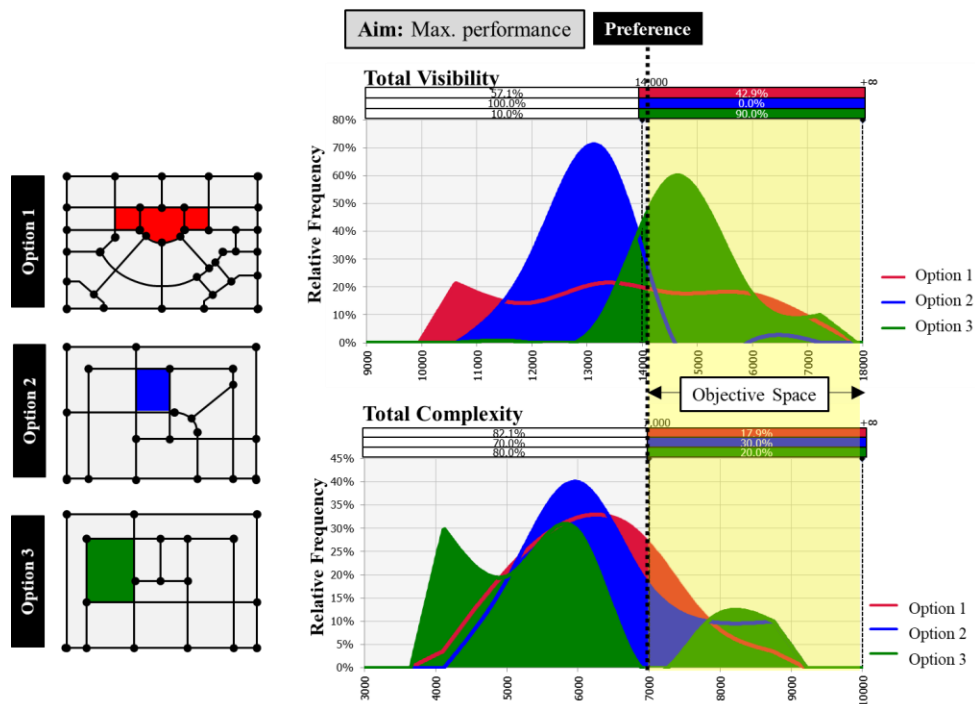 Aim: Max. performance
Preference
Total Visibility
+∞
57.1% 42.9%
100.0% 0.0%
10.0% 90.0%
80%
70%
60%
50%
40%
30%
20%
10%
0%
Relative Frequency
9000 10000 11000 12000 13000 14000 15000 16000 17000 18000
Option 1
Option 2
Option 3
Objective Space
Total Complexity
+∞
82.1% 17.9%
70.0% 30.0%
80.0% 20.0%
45%
40%
35%
30%
25%
20%
15%
10%
5%
0%
Relative Frequency
3000 4000 5000 6000 7000 8000 9000 10000
Option 1
Option 2
Option 3
Option 1
Option 2
Option 3